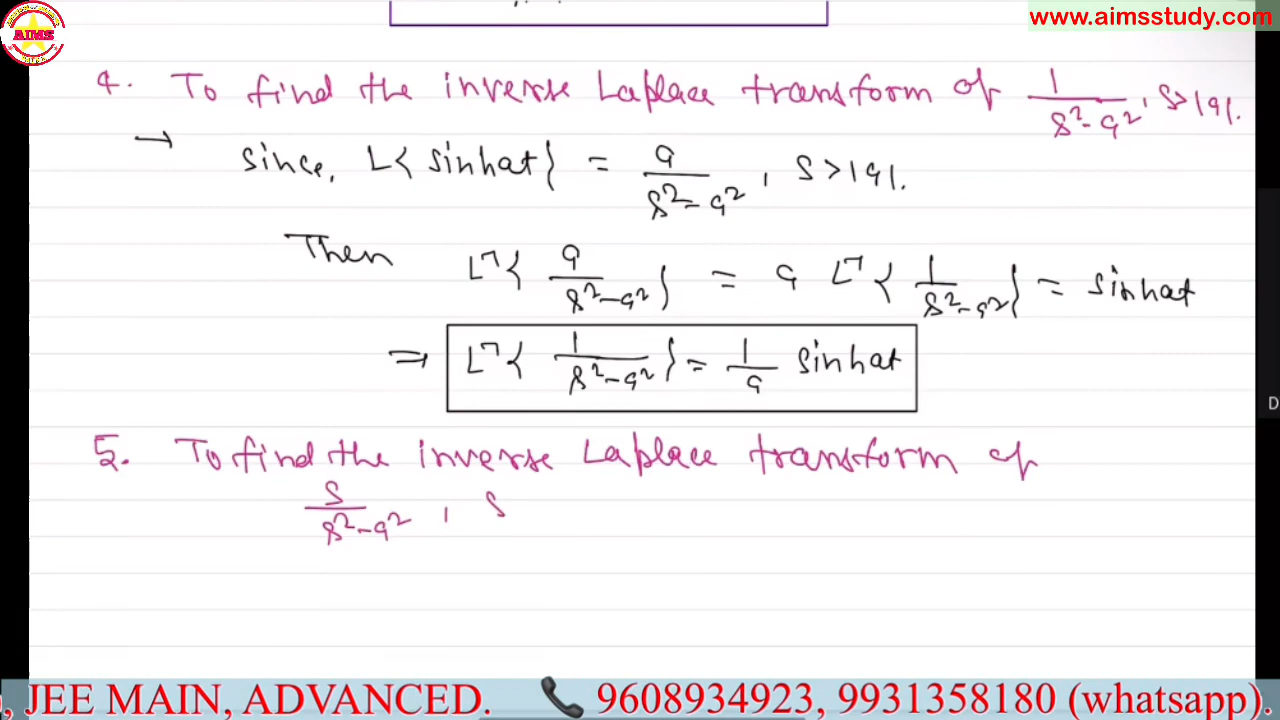 www.aimsstudy.com
AIMS
4. To find the inverse Laplace transform of 1/(s²-a²), s>|a|.
→ Since, L{sinhat} = a/(s²-a²), s>|a|.
Then L⁻¹{a/(s²-a²)} = a L⁻¹{1/(s²-a²)} = sinhat
⇒ L⁻¹{1/(s²-a²)} = 1/a sinhat
5. To find the inverse Laplace transform of
s/(s²-a²), s
D
, JEE MAIN, ADVANCED. 9608934923, 9931358180 (whatsapp).